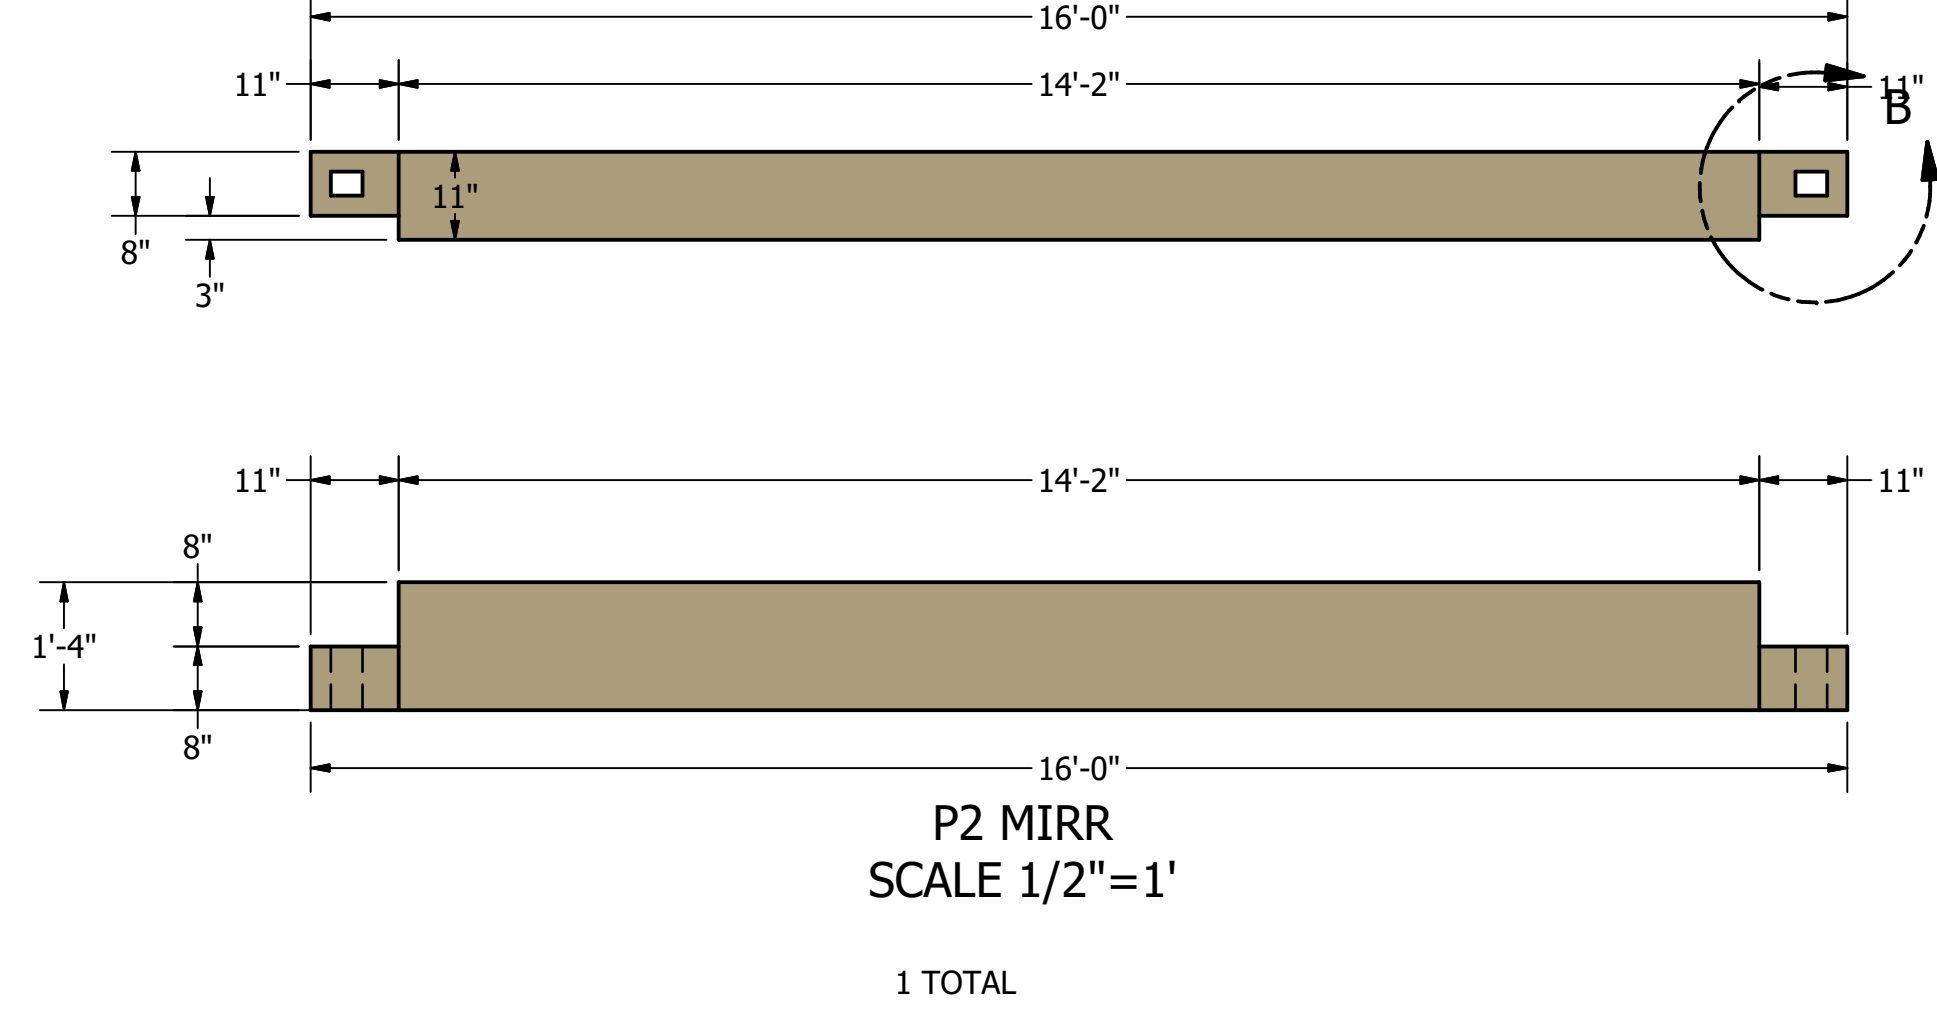 16'-0"
11" 14'-2" 11"
B
11"
8"
3"
11" 14'-2" 11"
8"
1'-4"
8"
16'-0"
P2 MIRR
SCALE 1/2"=1'
1 TOTAL